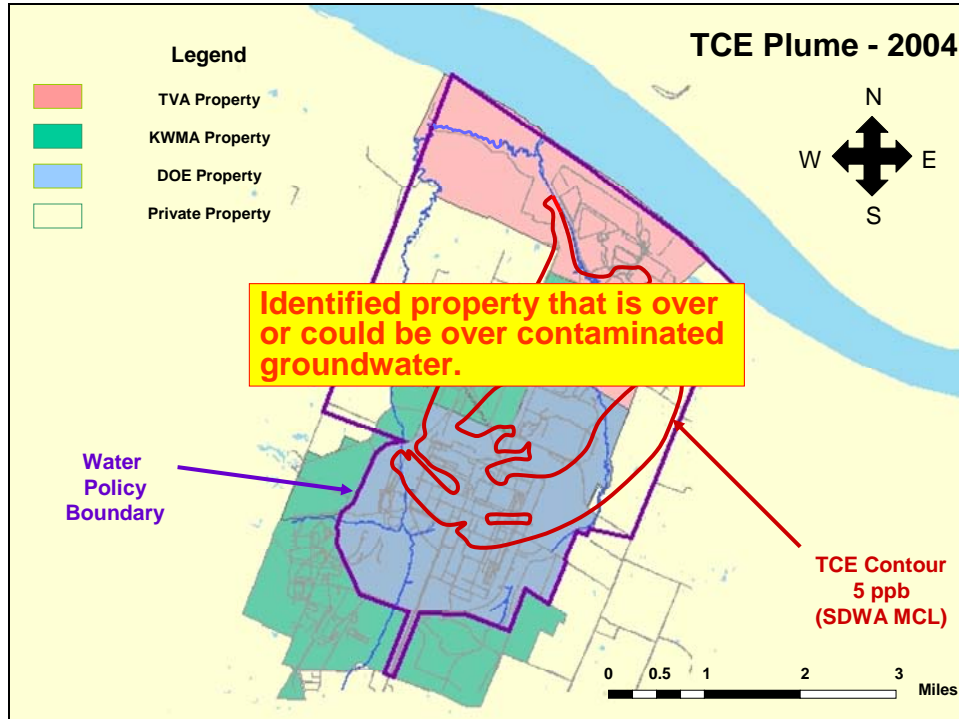 TCE Plume - 2004
Legend
TVA Property
KWMA Property
DOE Property
Private Property
N
W
E
S
Identified property that is over
or could be over contaminated
groundwater.
Water
Policy
Boundary
TCE Contour
5 ppb
(SDWA MCL)
0 0.5 1 2 3
Miles